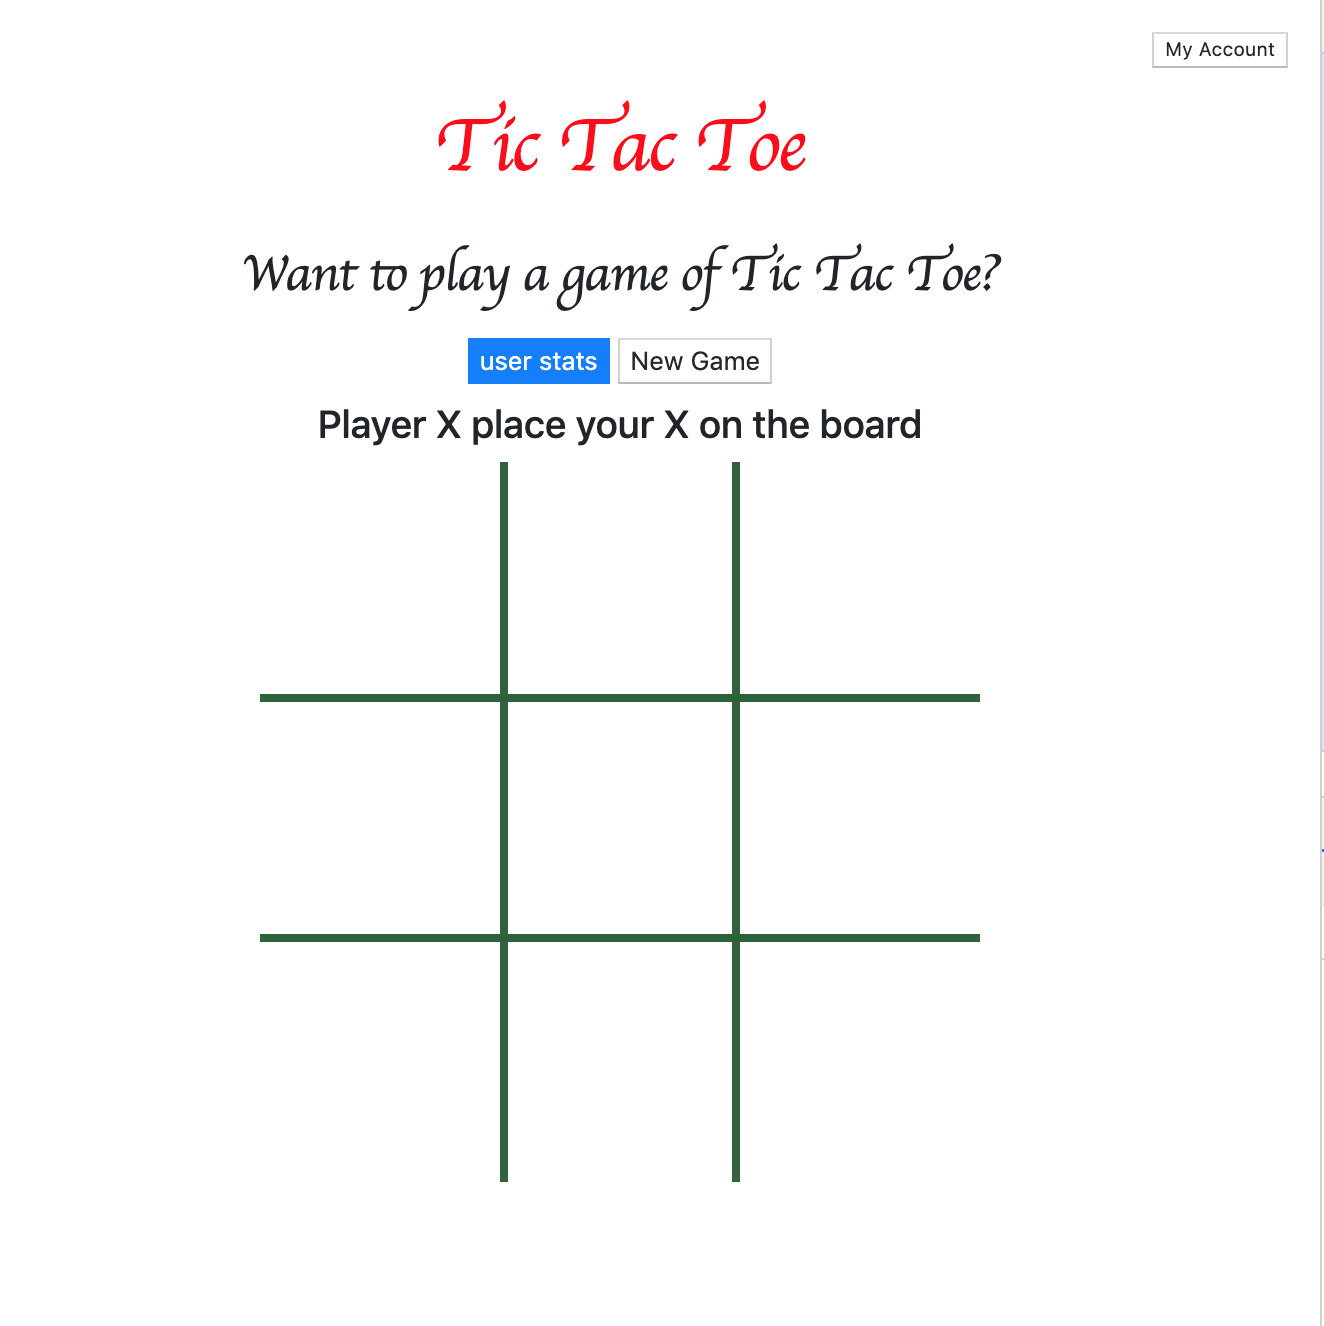 My Account
Tic Tac Toe
Want to play a game of Tic Tac Toe?
user stats New Game
Player X place your X on the board